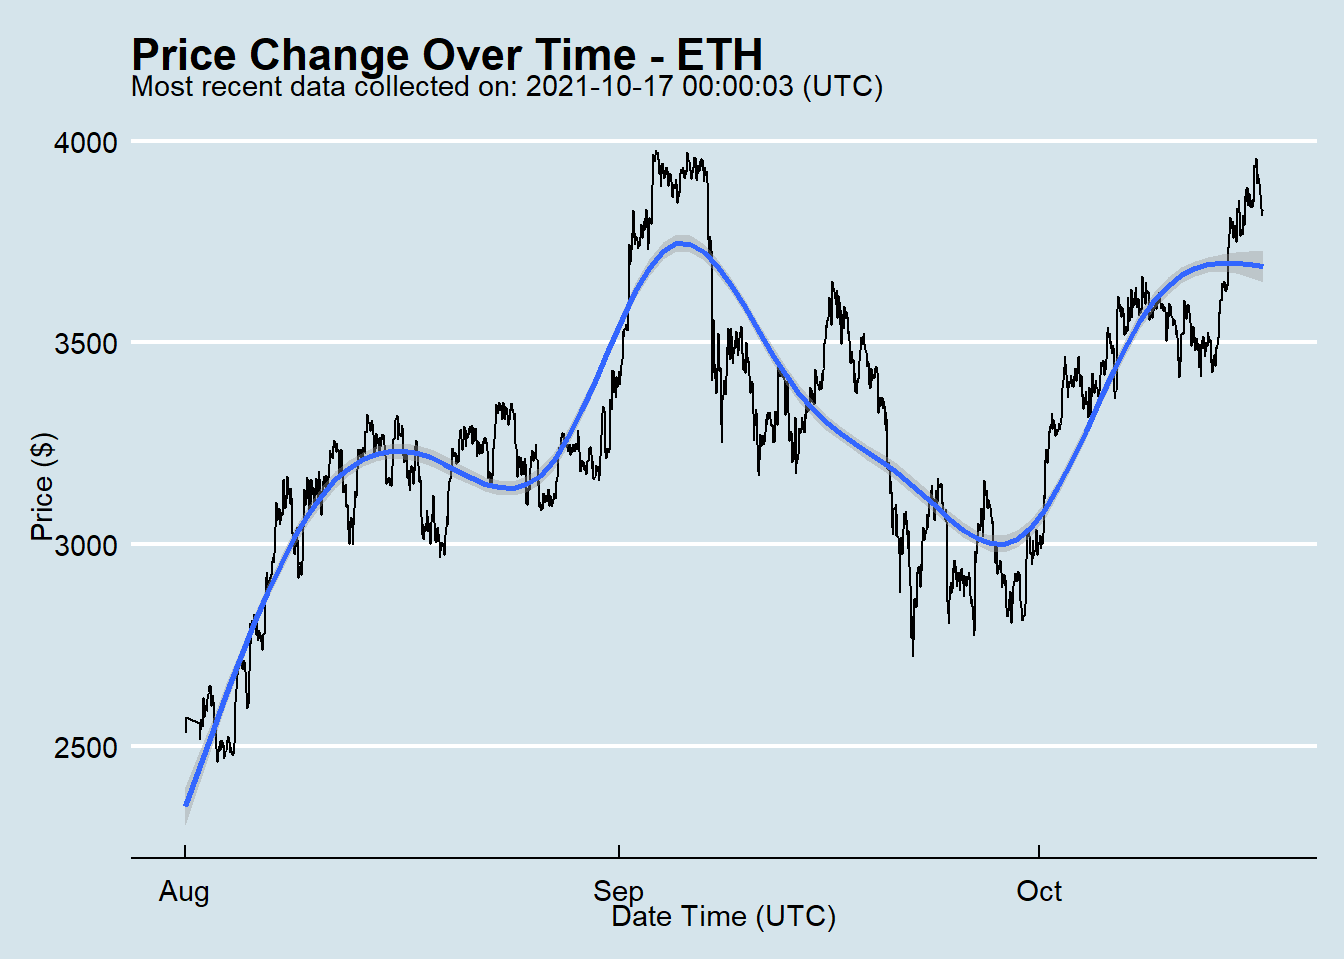 Price Change Over Time - ETH
Most recent data collected on: 2021-10-17 00:00:03 (UTC)
4000
3500
3000
2500
Price ($)
Aug
Sep
Oct
Date Time (UTC)